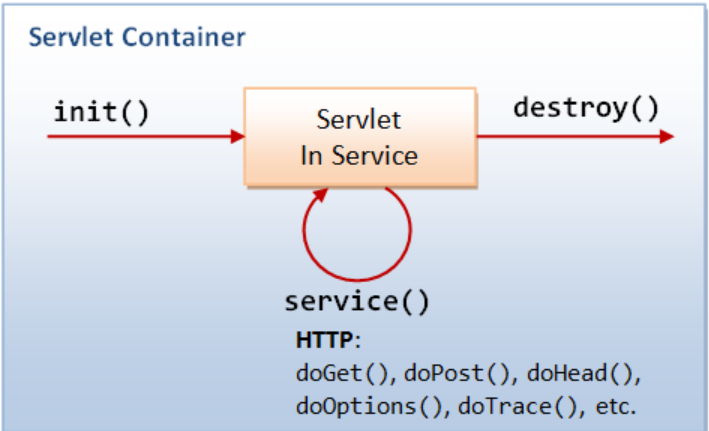 Servlet Container
init()
Servlet
In Service
destroy()
service()
HTTP:
doGet(), doPost(), doHead(),
doOptions(), doTrace(), etc.